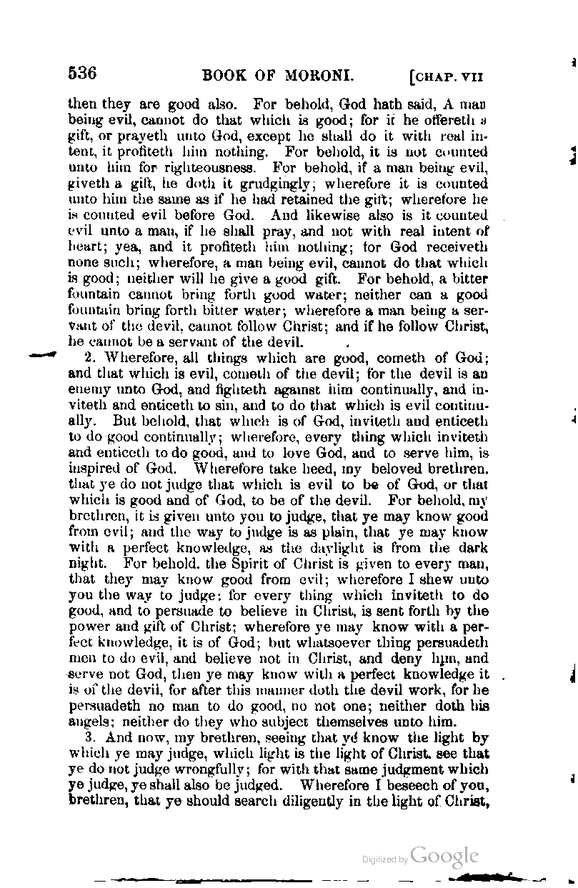 536 BOOK OF MORONI. [CHAP. VII
then they are good also. For behold, God hath said, A man
being evil, cannot do that which is good; for if he offereth a
gift, or prayeth unto God, except he shall do it with real in-
tent, it profiteth him nothing. For behold, it is not counted
unto him for righteousness. For behold, if a man being evil,
giveth a gift, he doth it grudgingly; wherefore it is counted
unto him the same as if he had retained the gift; wherefore he
is counted evil before God. And likewise also is it counted
evil unto a man, if he shall pray, and not with real intent of
heart; yea, and it profiteth him nothing; for God receiveth
none such; wherefore, a man being evil, cannot do that which
is good; neither will he give a good gift. For behold, a bitter
fountain cannot bring forth good water; neither can a good
fountain bring forth bitter water; wherefore a man being a ser-
vant of the devil, cannot follow Christ; and if he follow Christ,
he cannot be a servant of the devil.
2. Wherefore, all things which are good, cometh of God;
and that which is evil, cometh of the devil; for the devil is an
enemy unto God, and fighteth against him continually, and in-
viteth and enticeth to sin, and to do that which is evil continu-
ally. But behold, that which is of God, inviteth and enticeth
to do good continually; wherefore, every thing which inviteth
and enticeth to do good, and to love God, and to serve him, is
inspired of God. Wherefore take heed, my beloved brethren,
that ye do not judge that which is evil to be of God, or that
which is good and of God, to be of the devil. For behold, my
brethren, it is given unto you to judge, that ye may know good
from evil; and the way to judge is as plain, that ye may know
with a perfect knowledge, as the daylight is from the dark
night. For behold, the Spirit of Christ is given to every man,
that they may know good from evil; wherefore I shew unto
you the way to judge; for every thing which inviteth to do
good, and to persuade to believe in Christ, is sent forth by the
power and gift of Christ; wherefore ye may know with a per-
fect knowledge, it is of God; but whatsoever thing persuadeth
men to do evil, and believe not in Christ, and deny him, and
serve not God, then ye may know with a perfect knowledge it
is of the devil, for after this manner doth the devil work, for he
persuadeth no man to do good, no not one; neither doth his
angels; neither do they who subject themselves unto him.
3. And now, my brethren, seeing that ye know the light by
which ye may judge, which light is the light of Christ, see that
ye do not judge wrongfully; for with that same judgment which
ye judge, ye shall also be judged. Wherefore I beseech of you,
brethren, that ye should search diligently in the light of Christ,
Digitized by Google